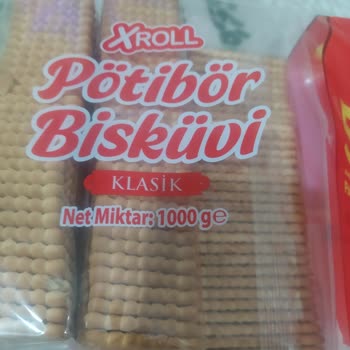 XROLL
Pötibör
Bisküvi
KLASİK
Net Miktar: 1000 g℮